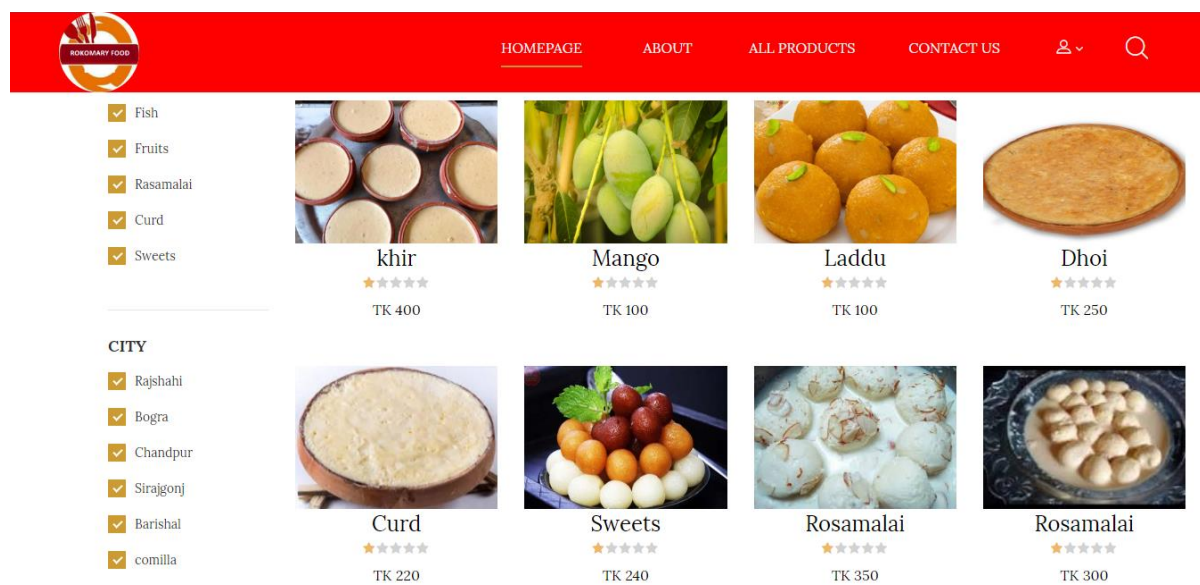 ROKOMARY FOOD
HOMEPAGE ABOUT ALL PRODUCTS CONTACT US
Fish
Fruits
Rasamalai
Curd
Sweets
CITY
Rajshahi
Bogra
Chandpur
Sirajgonj
Barishal
comilla
khir Mango Laddu Dhoi
TK 400 TK 100 TK 100 TK 250
Curd Sweets Rosamalai Rosamalai
TK 220 TK 240 TK 350 TK 300